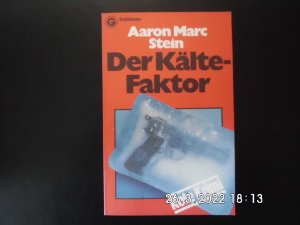 Goldmann
Aaron Marc
Stein
Der Kälte-
Faktor
26.3.2022 18:13